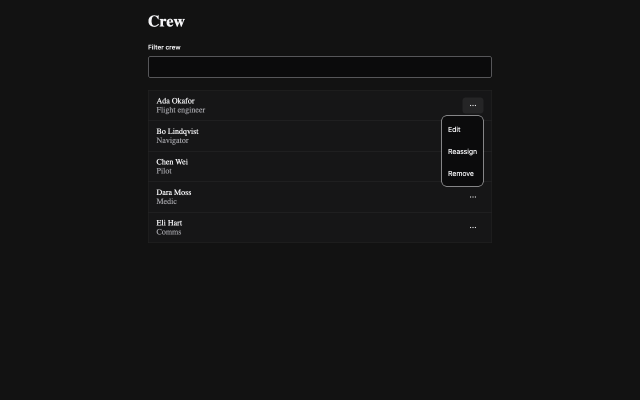 Crew
Filter crew
Ada Okafor
Flight engineer
...
Edit
Bo Lindqvist
Navigator
Reassign
Chen Wei
Pilot
Remove
Dara Moss
Medic
...
Eli Hart
Comms
...